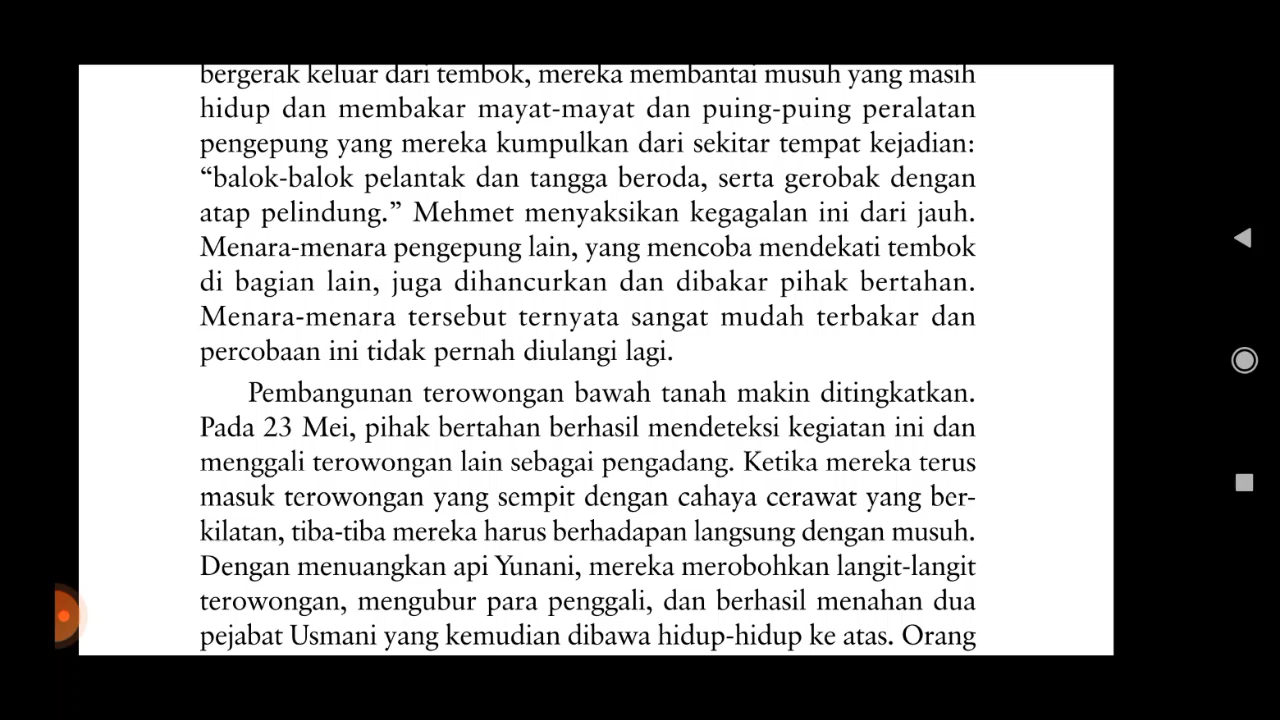 bergerak keluar dari tembok, mereka membantai musuh yang masih
hidup dan membakar mayat-mayat dan puing-puing peralatan
pengepung yang mereka kumpulkan dari sekitar tempat kejadian:
“balok-balok pelantak dan tangga beroda, serta gerobak dengan
atap pelindung.” Mehmet menyaksikan kegagalan ini dari jauh.
Menara-menara pengepung lain, yang mencoba mendekati tembok
di bagian lain, juga dihancurkan dan dibakar pihak bertahan.
Menara-menara tersebut ternyata sangat mudah terbakar dan
percobaan ini tidak pernah diulangi lagi.
Pembangunan terowongan bawah tanah makin ditingkatkan.
Pada 23 Mei, pihak bertahan berhasil mendeteksi kegiatan ini dan
menggali terowongan lain sebagai pengadang. Ketika mereka terus
masuk terowongan yang sempit dengan cahaya cerawat yang ber-
kilatan, tiba-tiba mereka harus berhadapan langsung dengan musuh.
Dengan menuangkan api Yunani, mereka merobohkan langit-langit
terowongan, mengubur para penggali, dan berhasil menahan dua
pejabat Usmani yang kemudian dibawa hidup-hidup ke atas. Orang